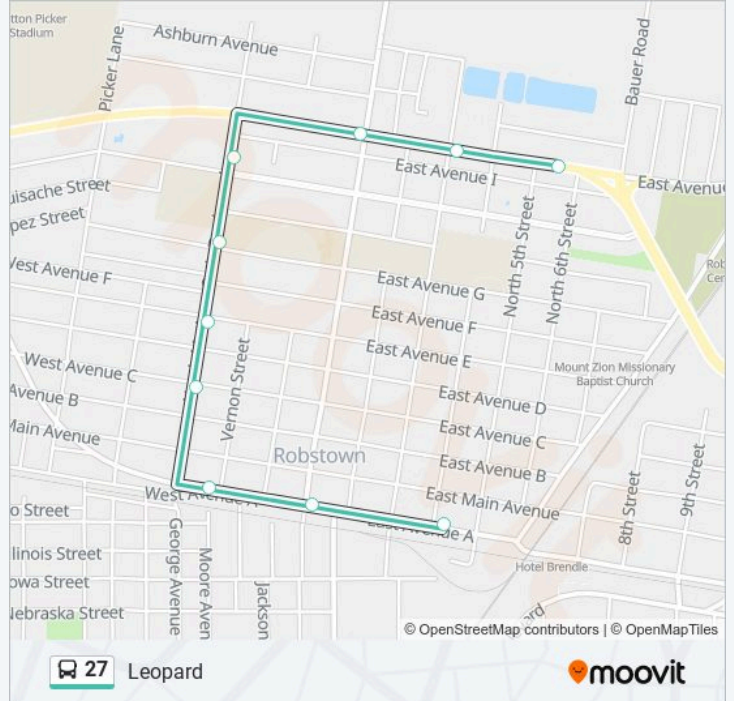 tton Picker
Stadium
Ashburn Avenue
Picker Lane
Bauer Road
East Avenue I
East Avenue
uisache Street
pez Street
North 5th Street
North 6th Street
West Avenue F
East Avenue G
East Avenue F
East Avenue E
Mount Zion Missionary
Baptist Church
West Avenue C
Avenue B
Main Avenue
Vernon Street
East Avenue D
East Avenue C
East Avenue B
East Main Avenue
Robstown
West Avenue A
East Avenue A
8th Street
9th Street
o Street
llinois Street
owa Street
Nebraska Street
George Avenue
Moore Aven
Jackson
Hotel Brendle
ord
Rob
Cer
© OpenStreetMap contributors | © OpenMapTiles
27 Leopard
moovit